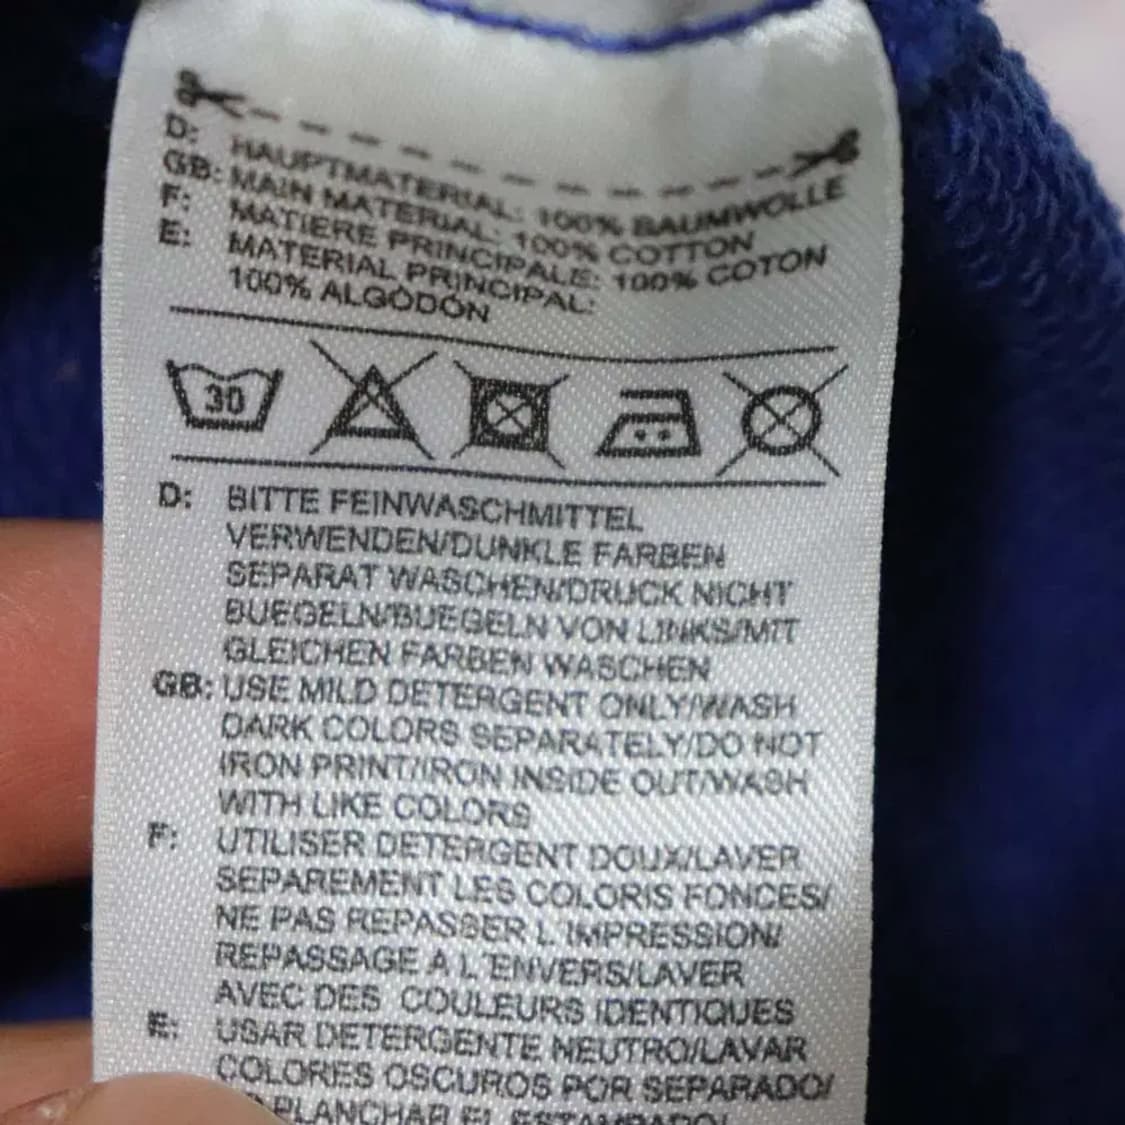 D: HAUPTMATERIAL: 100% BAUMWOLLE
GB: MAIN MATERIAL: 100% COTTON
F: MATIERE PRINCIPALE: 100% COTON
E: MATERIAL PRINCIPAL:
100% ALGODÓN
30
D: BITTE FEINWASCHMITTEL
VERWENDEN/DUNKLE FARBEN
SEPARAT WASCHEN/DRUCK NICHT
BUEGELN/BUEGELN VON LINKS/MIT
GLEICHEN FARBEN WASCHEN
GB: USE MILD DETERGENT ONLY/WASH
DARK COLORS SEPARATELY/DO NOT
IRON PRINT/IRON INSIDE OUT/WASH
WITH LIKE COLORS
F: UTILISER DETERGENT DOUX/LAVER
SEPAREMENT LES COLORIS FONCES/
NE PAS REPASSER L'IMPRESSION/
REPASSAGE A L'ENVERS/LAVER
AVEC DES COULEURS IDENTIQUES
E: USAR DETERGENTE NEUTRO/LAVAR
COLORES OSCUROS POR SEPARADO/
PLANCHAR EL ESTAMPADO/